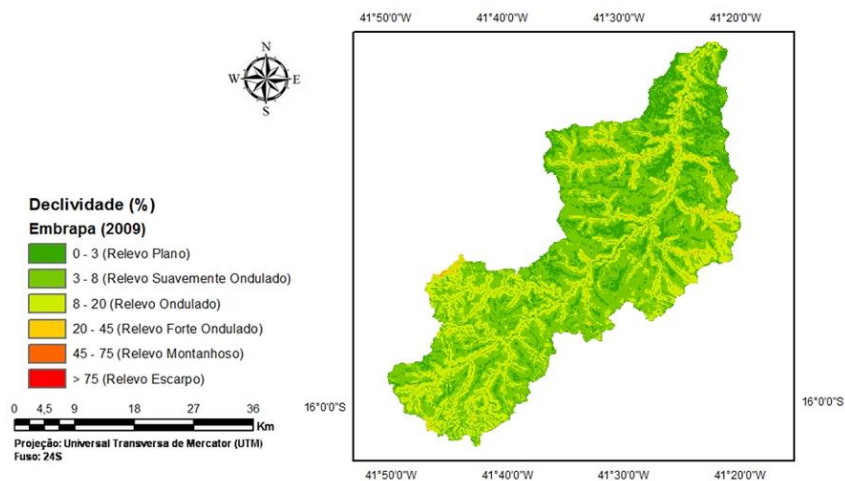 41°50'0"W 41°40'0"W 41°30'0"W 41°20'0"W
N
W E
S
Declividade (%)
Embrapa (2009)
0 - 3 (Relevo Plano)
3 - 8 (Relevo Suavemente Ondulado)
8 - 20 (Relevo Ondulado)
20 - 45 (Relevo Forte Ondulado)
45 - 75 (Relevo Montanhoso)
> 75 (Relevo Escarpo)
16°0'0"S 16°0'0"S
0 4,5 9 18 27 36
Km
Projeção: Universal Transversa de Mercator (UTM)
Fuso: 24S
41°50'0"W 41°40'0"W 41°30'0"W 41°20'0"W